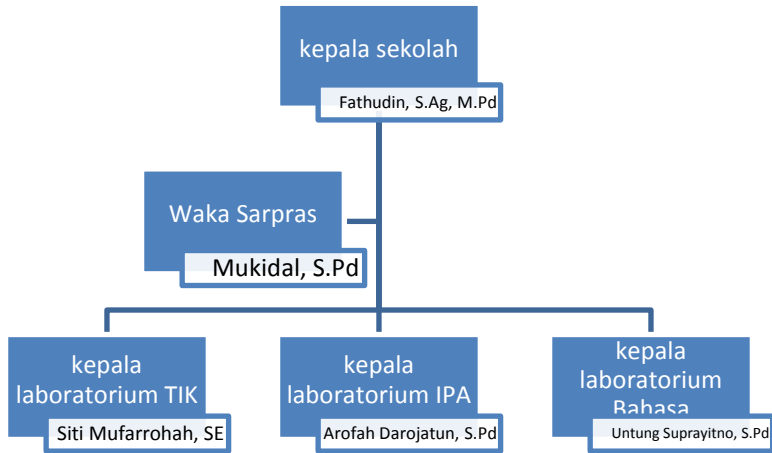 kepala sekolah
Fathudin, S.Ag, M.Pd
Waka Sarpras
Mukidal, S.Pd
kepala
laboratorium TIK
Siti Mufarrohah, SE
kepala
laboratorium IPA
Arofah Darojatun, S.Pd
kepala
laboratorium
Bahasa
Untung Suprayitno, S.Pd